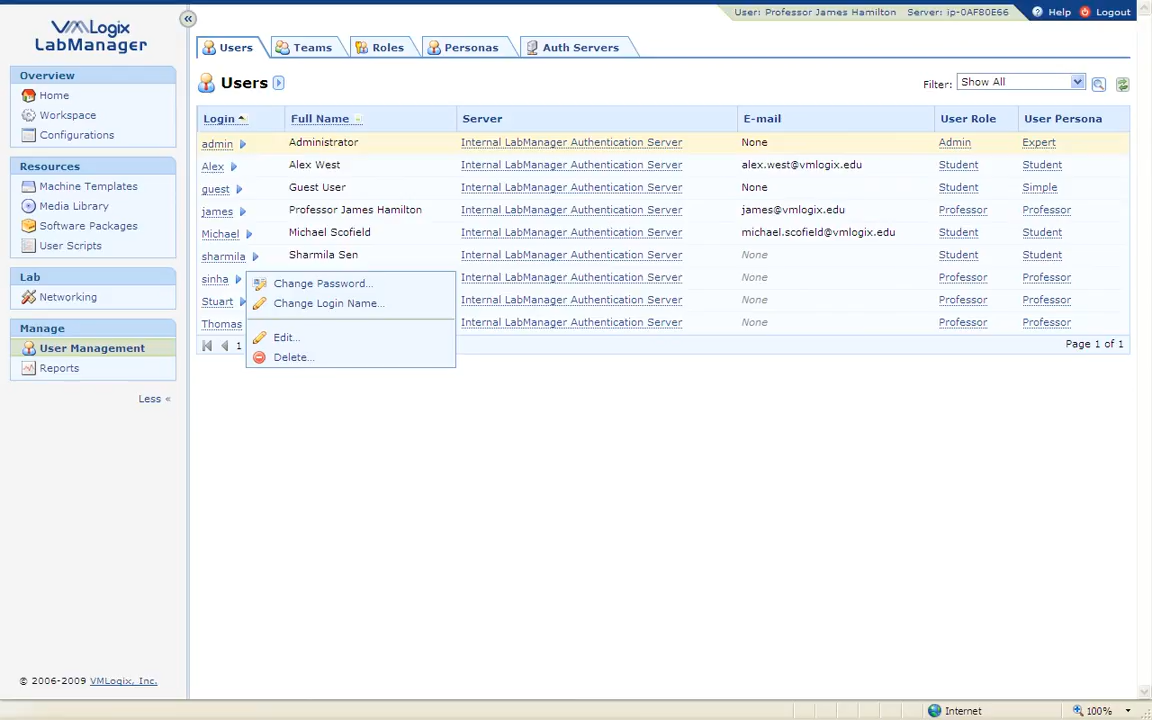 User: Professor James Hamilton Server: ip-0AF80E66 Help Logout
VMLogix
LabManager
Overview
Home
Workspace
Configurations
Resources
Machine Templates
Media Library
Software Packages
User Scripts
Lab
Networking
Manage
User Management
Reports
Less «
© 2006-2009 VMLogix, Inc.
«
Users Teams Roles Personas Auth Servers
Users
Filter: Show All
Login Full Name Server E-mail User Role User Persona
admin Administrator Internal LabManager Authentication Server None Admin Expert
Alex Alex West Internal LabManager Authentication Server alex.west@vmlogix.edu Student Student
guest Guest User Internal LabManager Authentication Server None Student Simple
james Professor James Hamilton Internal LabManager Authentication Server james@vmlogix.edu Professor Professor
Michael Michael Scofield Internal LabManager Authentication Server michael.scofield@vmlogix.edu Student Student
sharmila Sharmila Sen Internal LabManager Authentication Server None Student Student
sinha Internal LabManager Authentication Server None Professor Professor
Stuart Internal LabManager Authentication Server None Professor Professor
Thomas Internal LabManager Authentication Server None Professor Professor
1 Page 1 of 1
Change Password...
Change Login Name...
Edit...
Delete...
Internet 100%